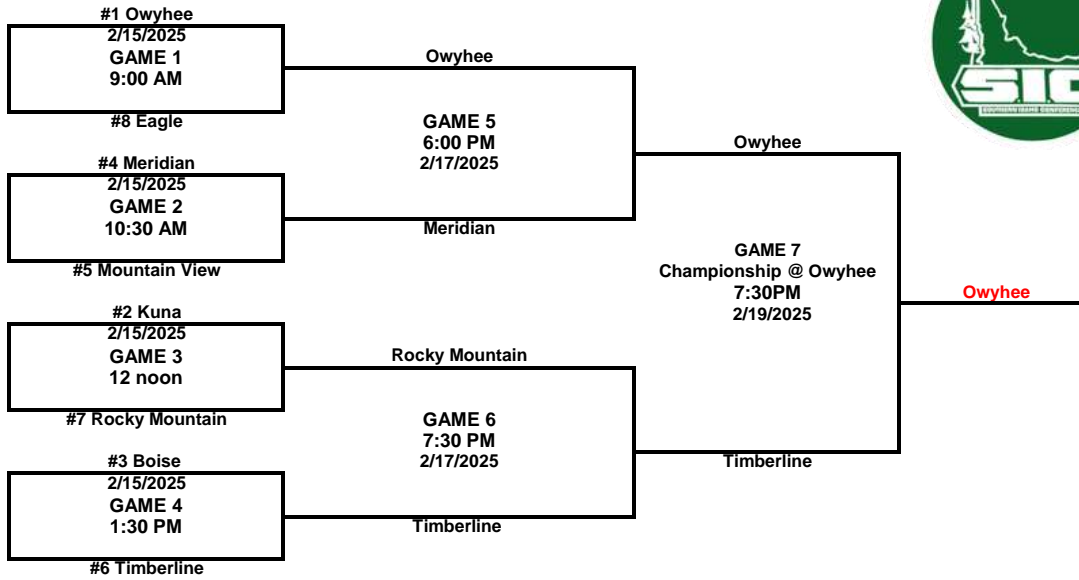 #1 Owyhee
2/15/2025
GAME 1
9:00 AM
#8 Eagle
#4 Meridian
2/15/2025
GAME 2
10:30 AM
#5 Mountain View
#2 Kuna
2/15/2025
GAME 3
12 noon
#7 Rocky Mountain
#3 Boise
2/15/2025
GAME 4
1:30 PM
#6 Timberline
Owyhee
GAME 5
6:00 PM
2/17/2025
Meridian
Rocky Mountain
GAME 6
7:30 PM
2/17/2025
Timberline
Owyhee
GAME 7
Championship @ Owyhee
7:30PM
2/19/2025
Timberline
Owyhee
S.I.C